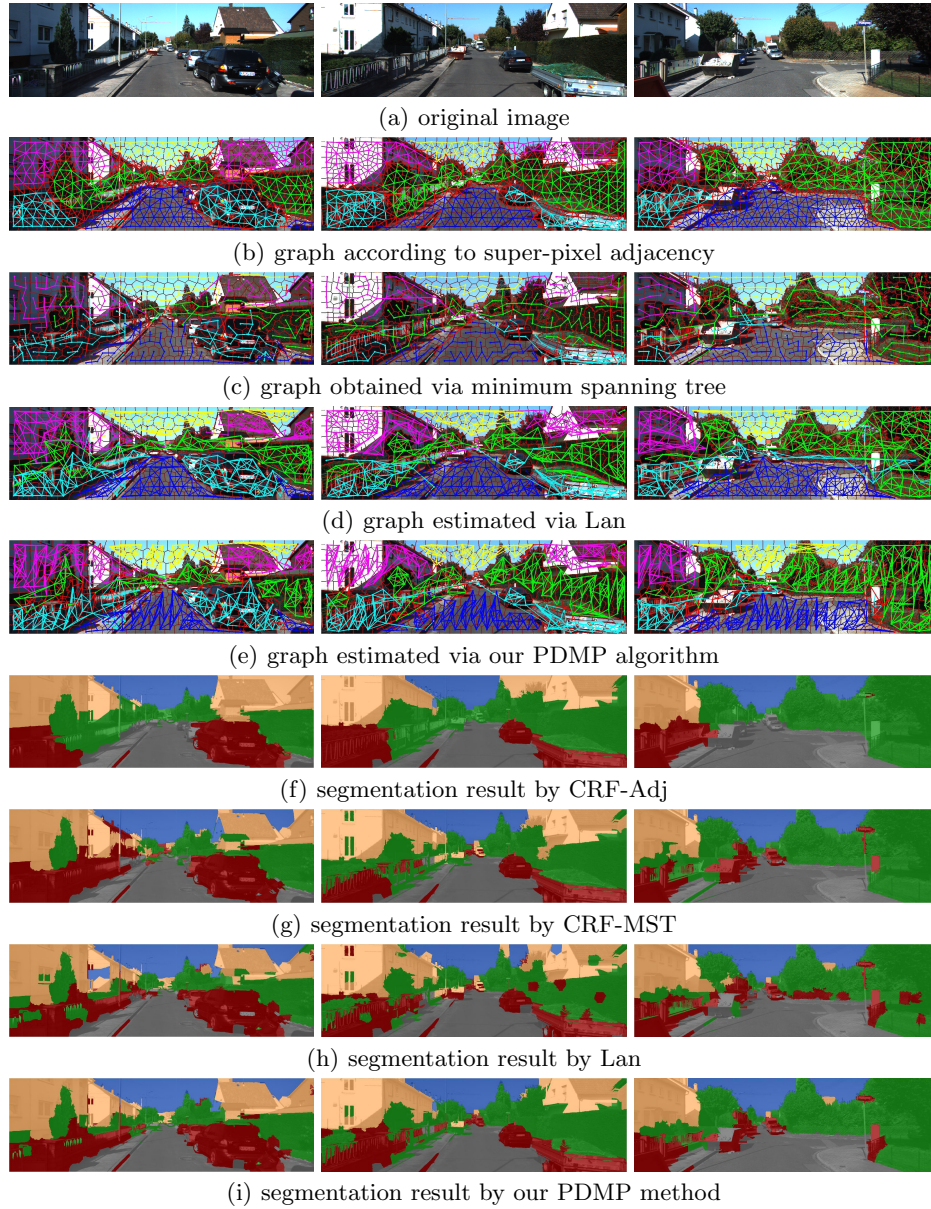 (a) original image
(b) graph according to super-pixel adjacency
(c) graph obtained via minimum spanning tree
(d) graph estimated via Lan
(e) graph estimated via our PDMP algorithm
(f) segmentation result by CRF-Adj
(g) segmentation result by CRF-MST
(h) segmentation result by Lan
(i) segmentation result by our PDMP method